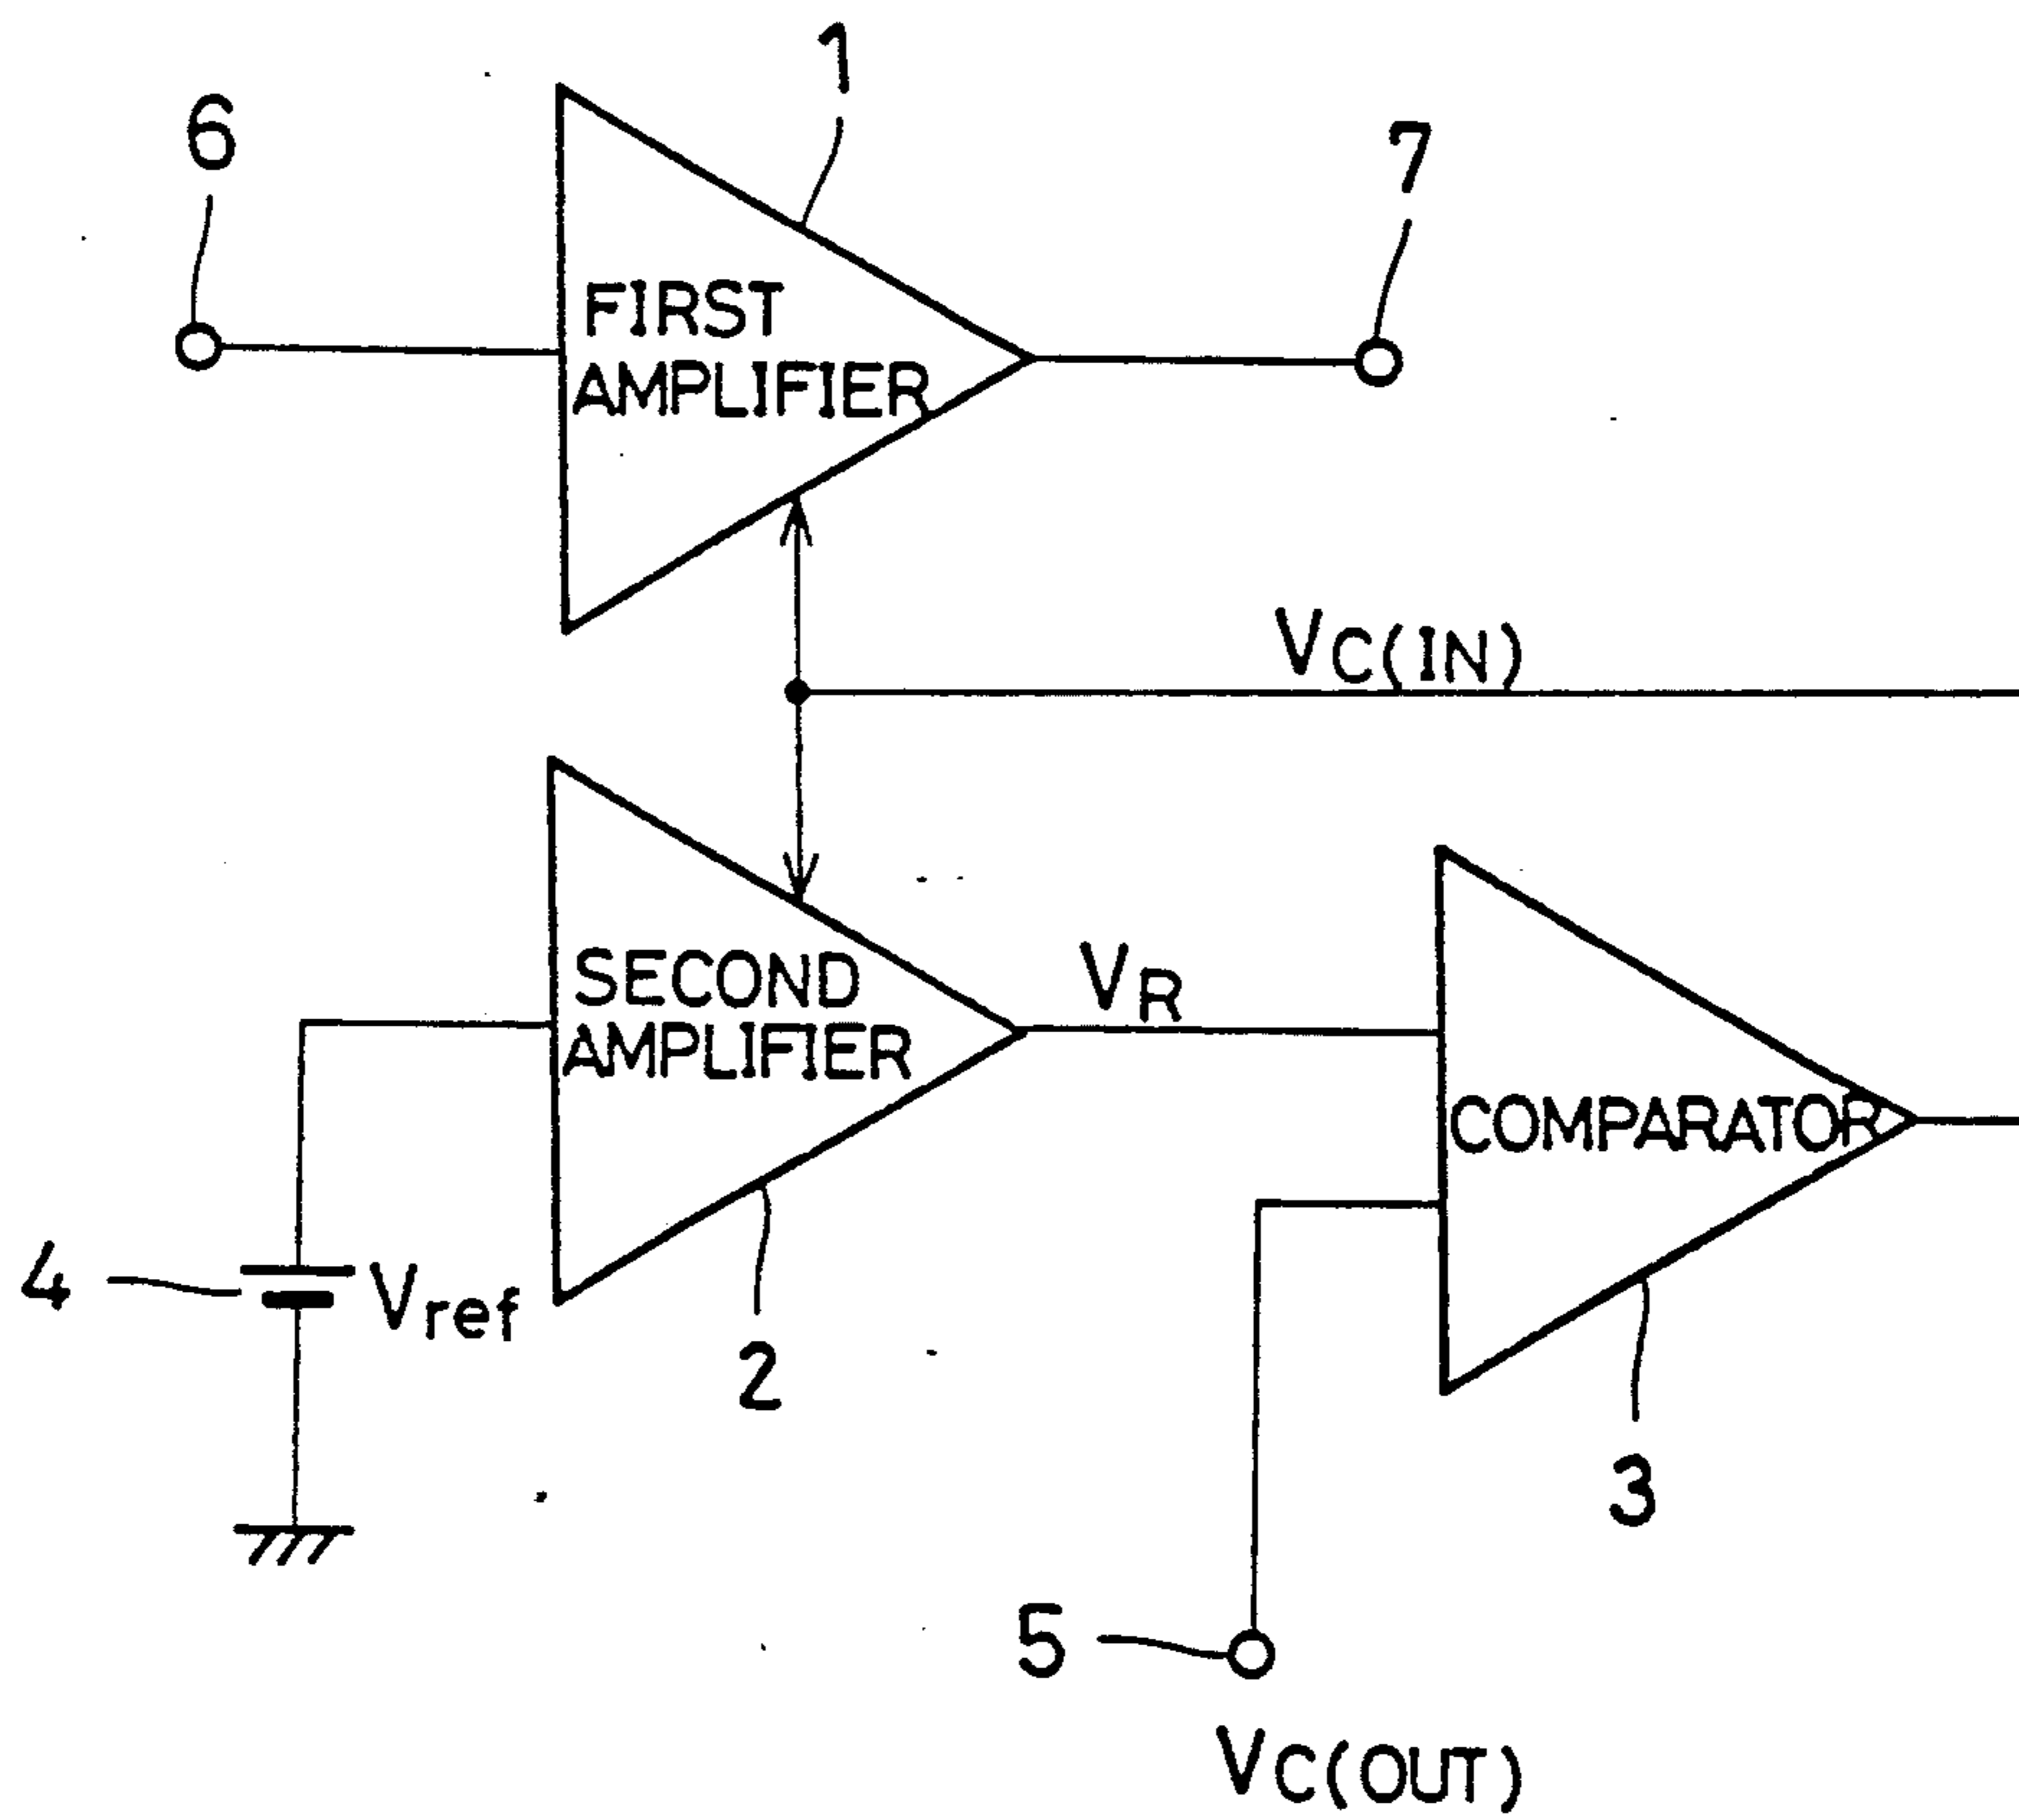 1
6
7
FIRST
AMPLIFIER
VC(IN)
SECOND
AMPLIFIER
VR
COMPARATOR
4
Vref
2
3
5
VC(OUT)